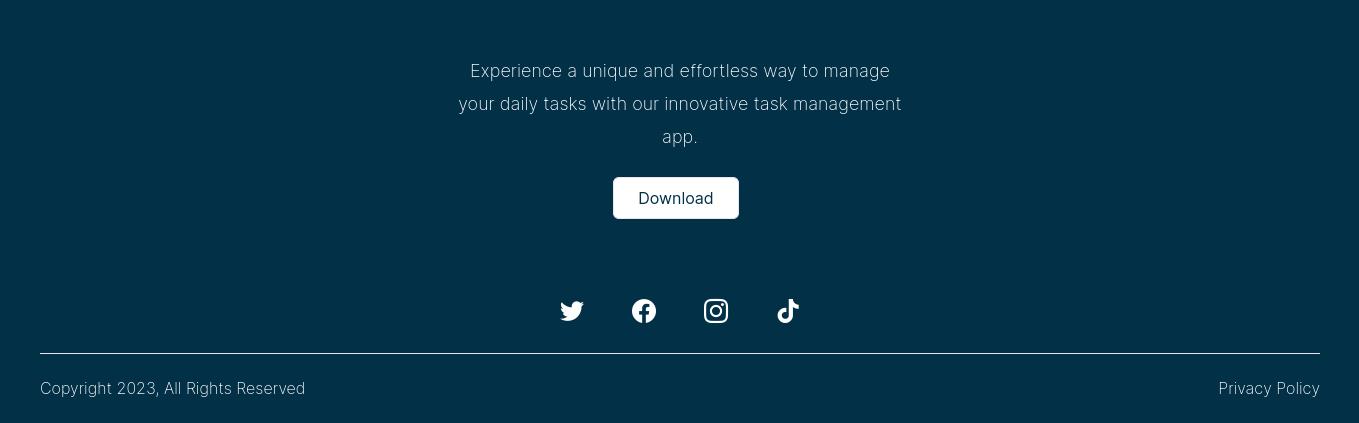 Experience a unique and effortless way to manage
your daily tasks with our innovative task management
app.
Download
Copyright 2023, All Rights Reserved
Privacy Policy